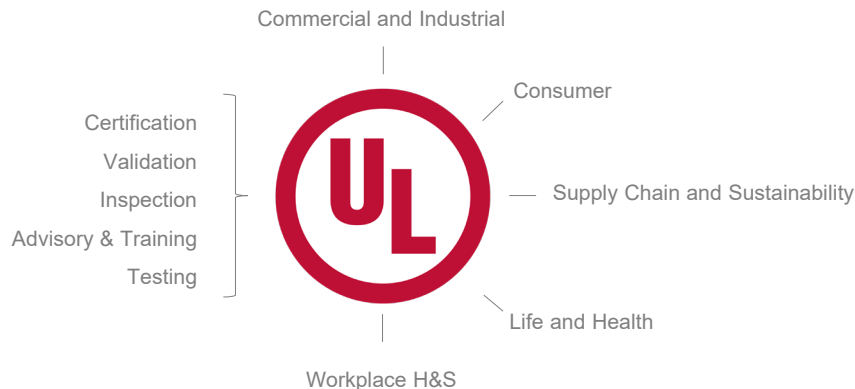 Commercial and Industrial
Consumer
Certification
Validation
Inspection
Advisory & Training
Testing
UL
Supply Chain and Sustainability
Life and Health
Workplace H&S